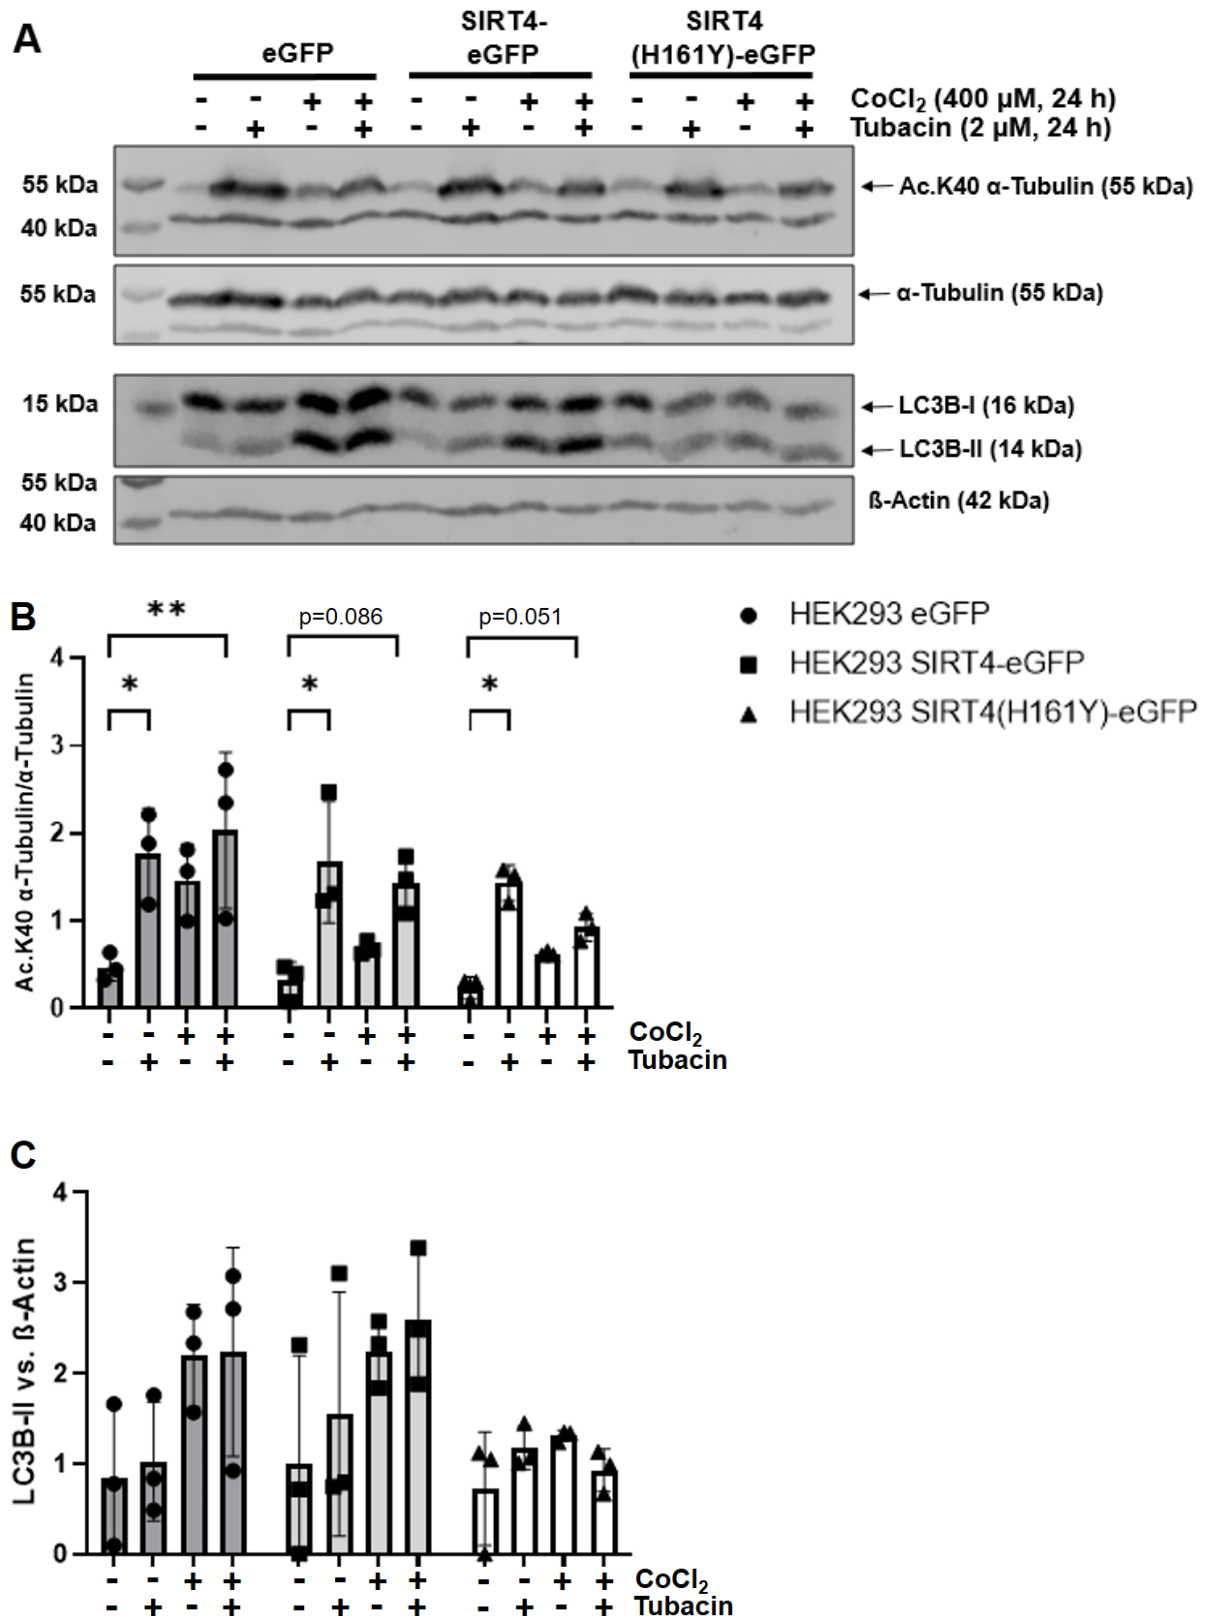 A
eGFP
SIRT4-
eGFP
SIRT4
(H161Y)-eGFP
- - + + - - + + - - + + CoCl₂ (400 µM, 24 h)
- + - + - + - + - + - + Tubacin (2 µM, 24 h)
55 kDa
40 kDa
Ac.K40 α-Tubulin (55 kDa)
55 kDa
α-Tubulin (55 kDa)
15 kDa
LC3B-I (16 kDa)
LC3B-II (14 kDa)
55 kDa
40 kDa
ß-Actin (42 kDa)
B
** p=0.086 p=0.051
* * *
HEK293 eGFP
HEK293 SIRT4-eGFP
HEK293 SIRT4(H161Y)-eGFP
Ac.K40 α-Tubulin/α-Tubulin
4
3
2
1
0
- - + + - - + + - - + + CoCl₂
- + - + - + - + - + - + Tubacin
C
LC3B-II vs. ß-Actin
4
3
2
1
0
- - + + - - + + - - + + CoCl₂
- + - + - + - + - + - + Tubacin